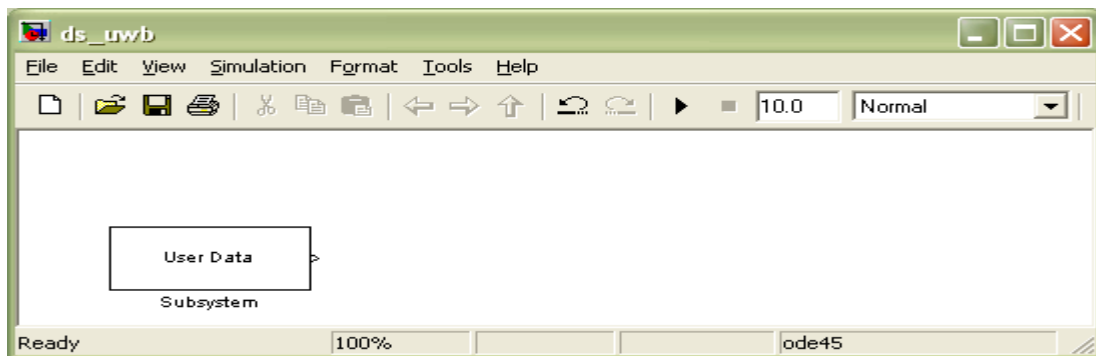 ds_uwb
File Edit View Simulation Format Tools Help
10.0 Normal
User Data
Subsystem
Ready 100% ode45